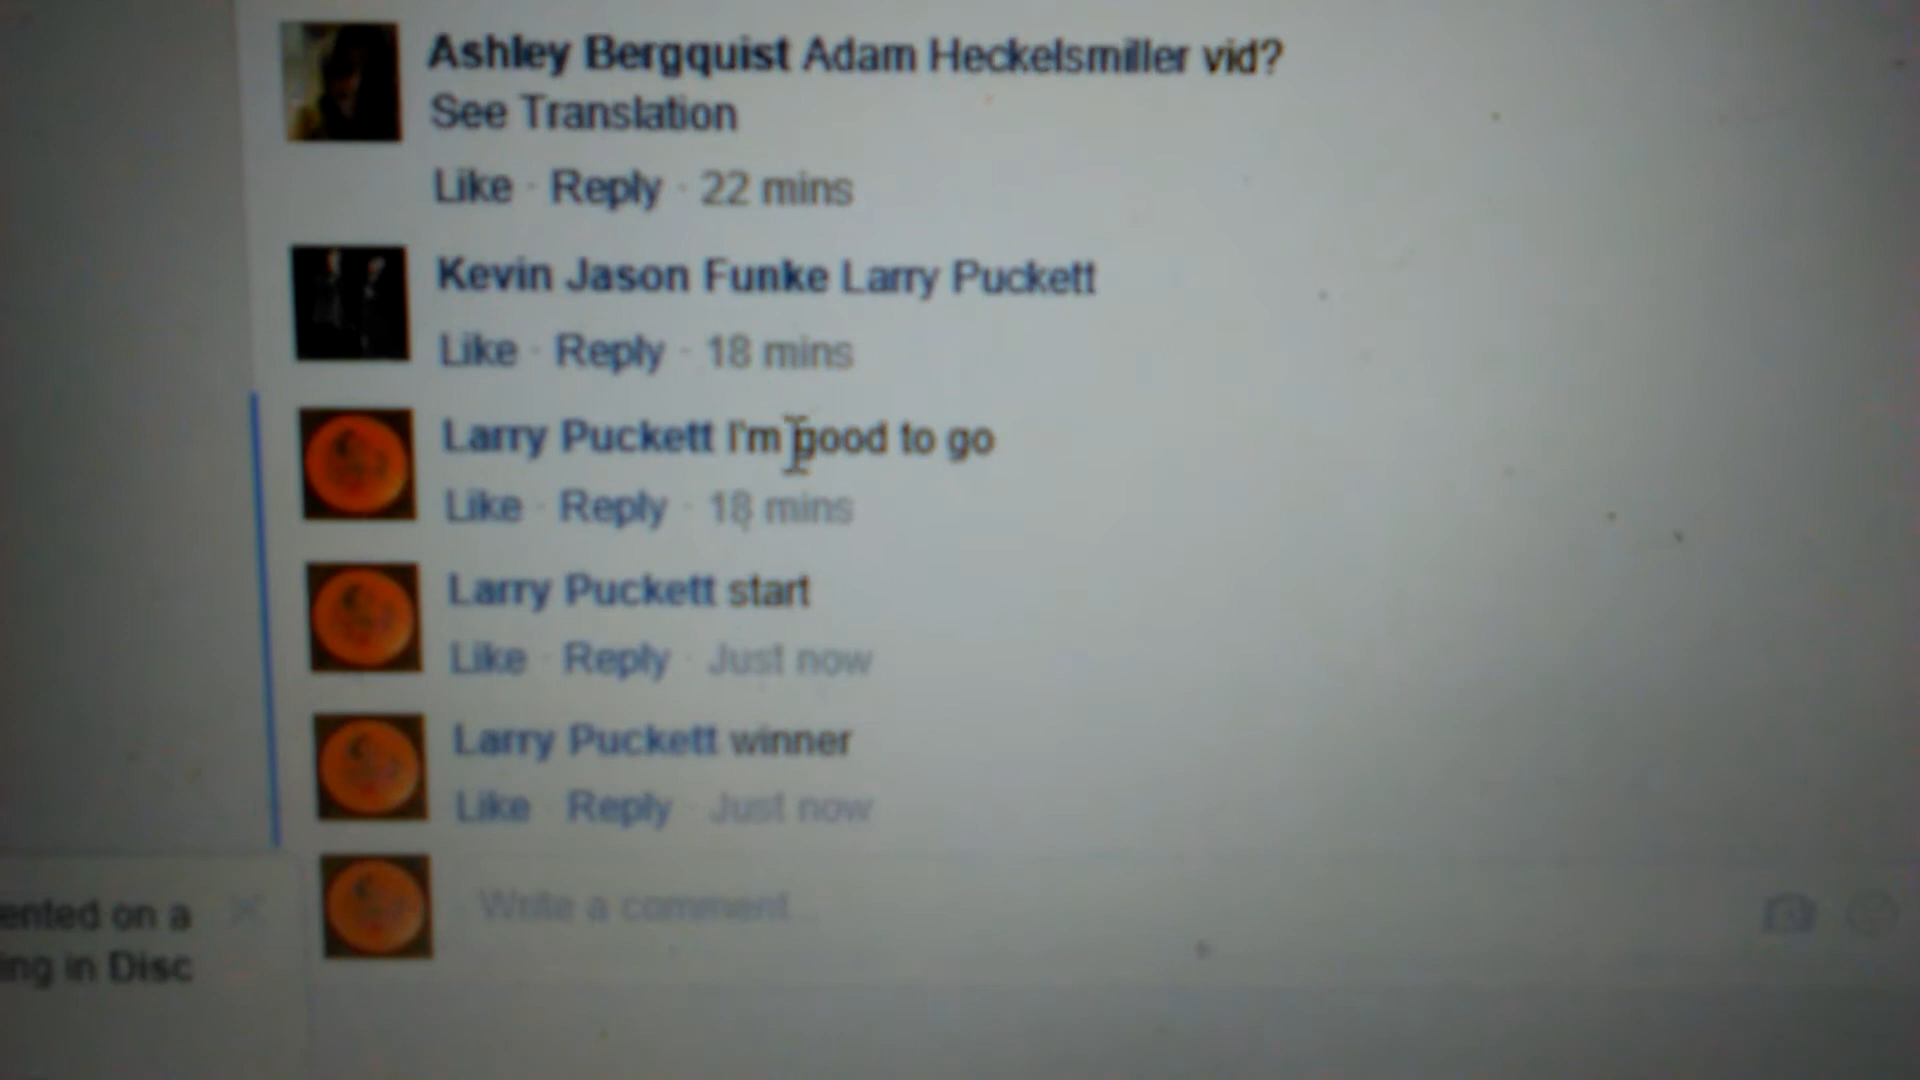 Ashley Bergquist Adam Heckelsmiller vid?
See Translation
Like · Reply · 22 mins
Kevin Jason Funke Larry Puckett
Like · Reply · 18 mins
Larry Puckett I'm good to go
Like · Reply · 18 mins
Larry Puckett start
Like · Reply · Just now
Larry Puckett winner
Like · Reply · Just now
Write a comment...
ented on a
ing in Disc